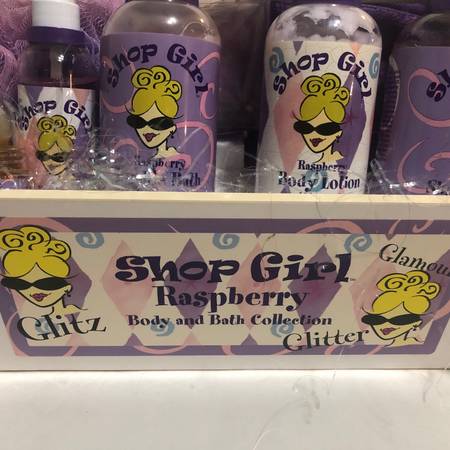 Shop Girl
Shop Girl
Raspberry
Bath
Shop Girl
Raspberry
Body Lotion
Sh
Glitz
Shop Girl
Raspberry
Body and Bath Collection
Glamour
Glitter